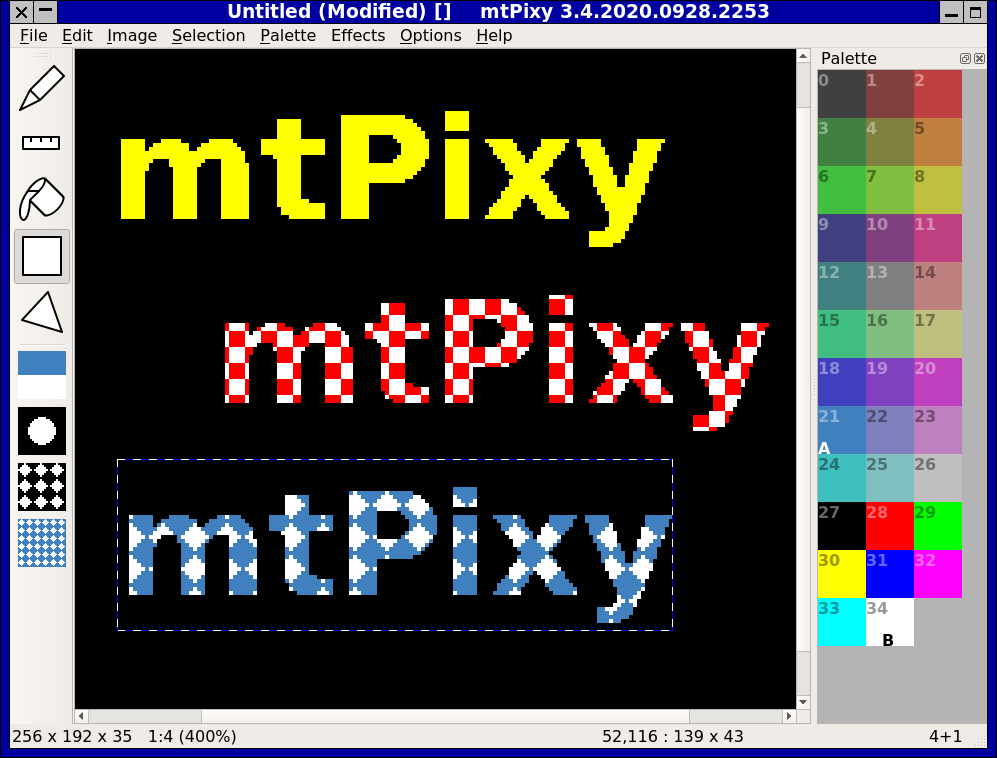 Untitled (Modified) [] mtPixy 3.4.2020.0928.2253
File Edit Image Selection Palette Effects Options Help
Palette
mtPixy
mtPixy
mtPixy
0 1 2
3 4 5
6 7 8
9 10 11
12 13 14
15 16 17
18 19 20
21 22 23
A
24 25 26
27 28 29
30 31 32
33 34
B
256 x 192 x 35 1:4 (400%) 52,116 : 139 x 43 4+1